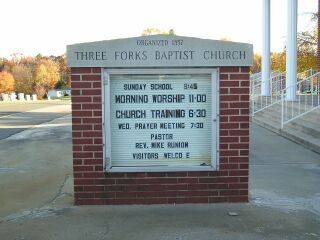 ORGANIZED 1857
THREE FORKS BAPTIST CHURCH
SUNDAY SCHOOL 9:45
MORNING WORSHIP 11:00
CHURCH TRAINING 6:30
WED. PRAYER MEETING 7:30
PASTOR
REV. MIKE RUNION
VISITORS WELCO E